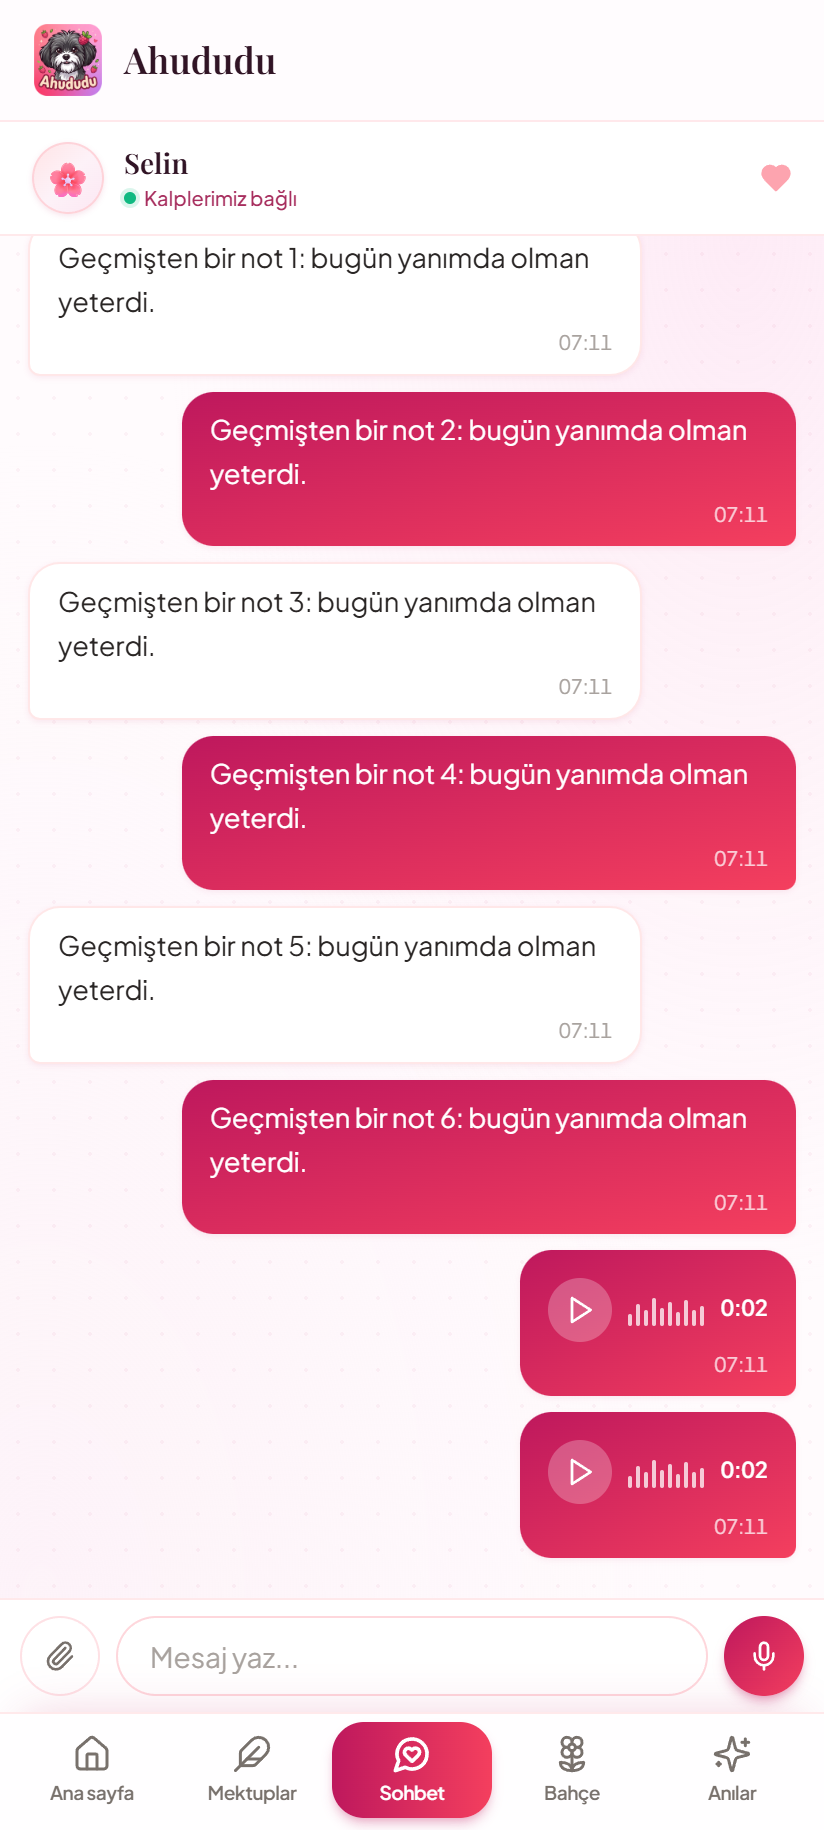 Ahududu
Ahududu
Selin
Kalplerimiz bağlı
Geçmişten bir not 1: bugün yanımda olman
yeterdi.
07:11
Geçmişten bir not 2: bugün yanımda olman
yeterdi.
07:11
Geçmişten bir not 3: bugün yanımda olman
yeterdi.
07:11
Geçmişten bir not 4: bugün yanımda olman
yeterdi.
07:11
Geçmişten bir not 5: bugün yanımda olman
yeterdi.
07:11
Geçmişten bir not 6: bugün yanımda olman
yeterdi.
07:11
0:02
07:11
0:02
07:11
Mesaj yaz...
Ana sayfa
Mektuplar
Sohbet
Bahçe
Anılar